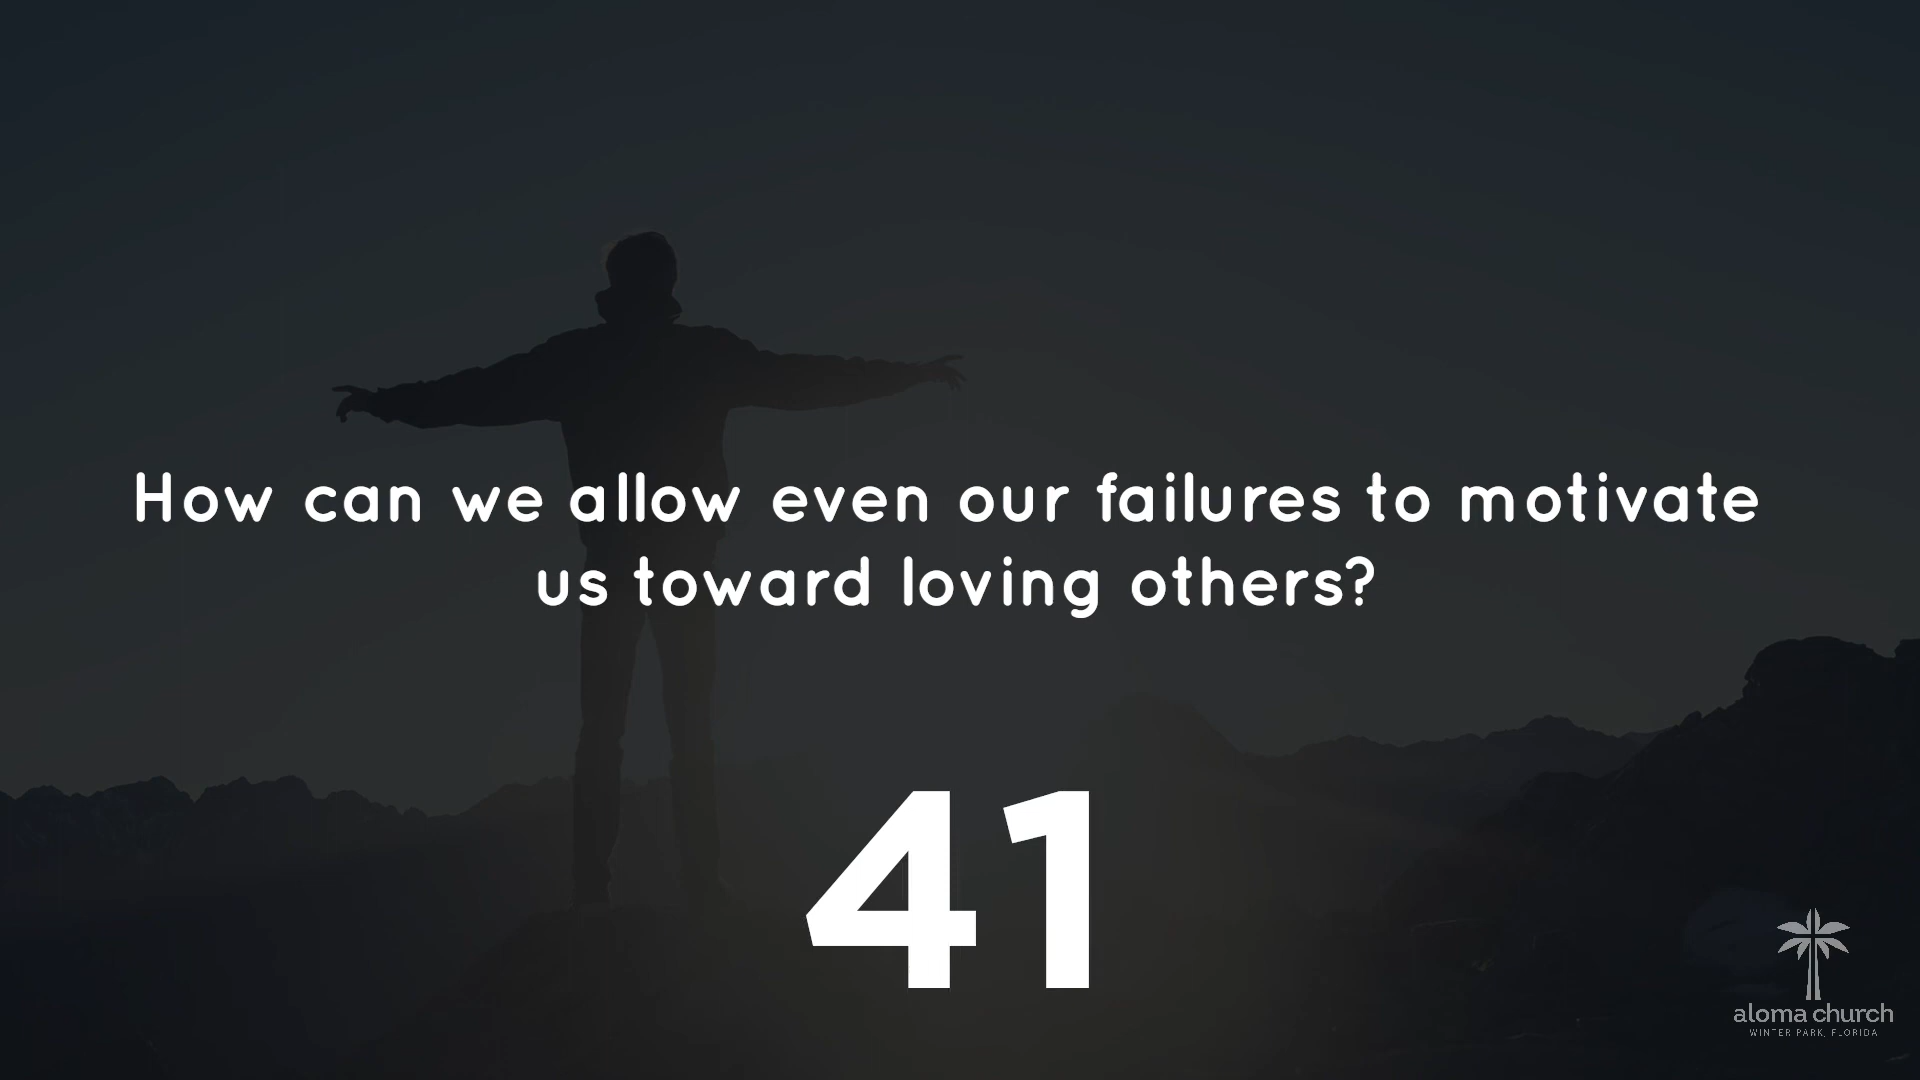 How can we allow even our failures to motivate
us toward loving others?
41
aloma church
WINTER PARK, FLORIDA